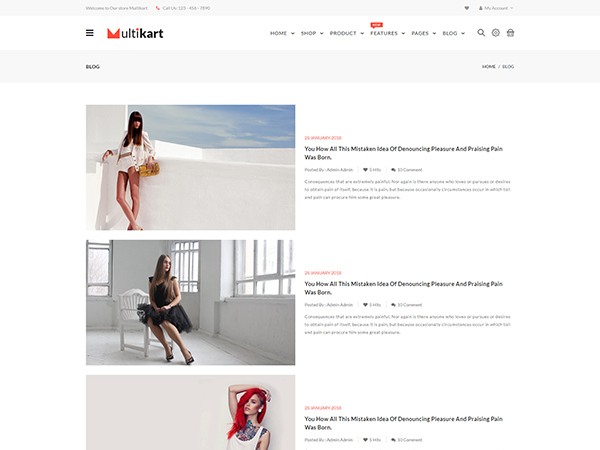 Welcome to Our store Multikart Call Us: 123 - 456 - 7890 My Account
Multikart HOME SHOP PRODUCT NEW FEATURES PAGES BLOG
BLOG HOME / BLOG
25 JANUARY 2018
You How All This Mistaken Idea Of Denouncing Pleasure And Praising Pain
Was Born.
Posted By : Admin Admin 5 Hits 10 Comment
Consequences that are extremely painful. Nor again is there anyone who loves or pursues or desires
to obtain pain of itself, because it is pain, but because occasionally circumstances occur in which toil
and pain can procure him some great pleasure.
25 JANUARY 2018
You How All This Mistaken Idea Of Denouncing Pleasure And Praising Pain
Was Born.
Posted By : Admin Admin 5 Hits 10 Comment
Consequences that are extremely painful. Nor again is there anyone who loves or pursues or desires
to obtain pain of itself, because it is pain, but because occasionally circumstances occur in which toil
and pain can procure him some great pleasure.
25 JANUARY 2018
You How All This Mistaken Idea Of Denouncing Pleasure And Praising Pain
Was Born.
Posted By : Admin Admin 5 Hits 10 Comment